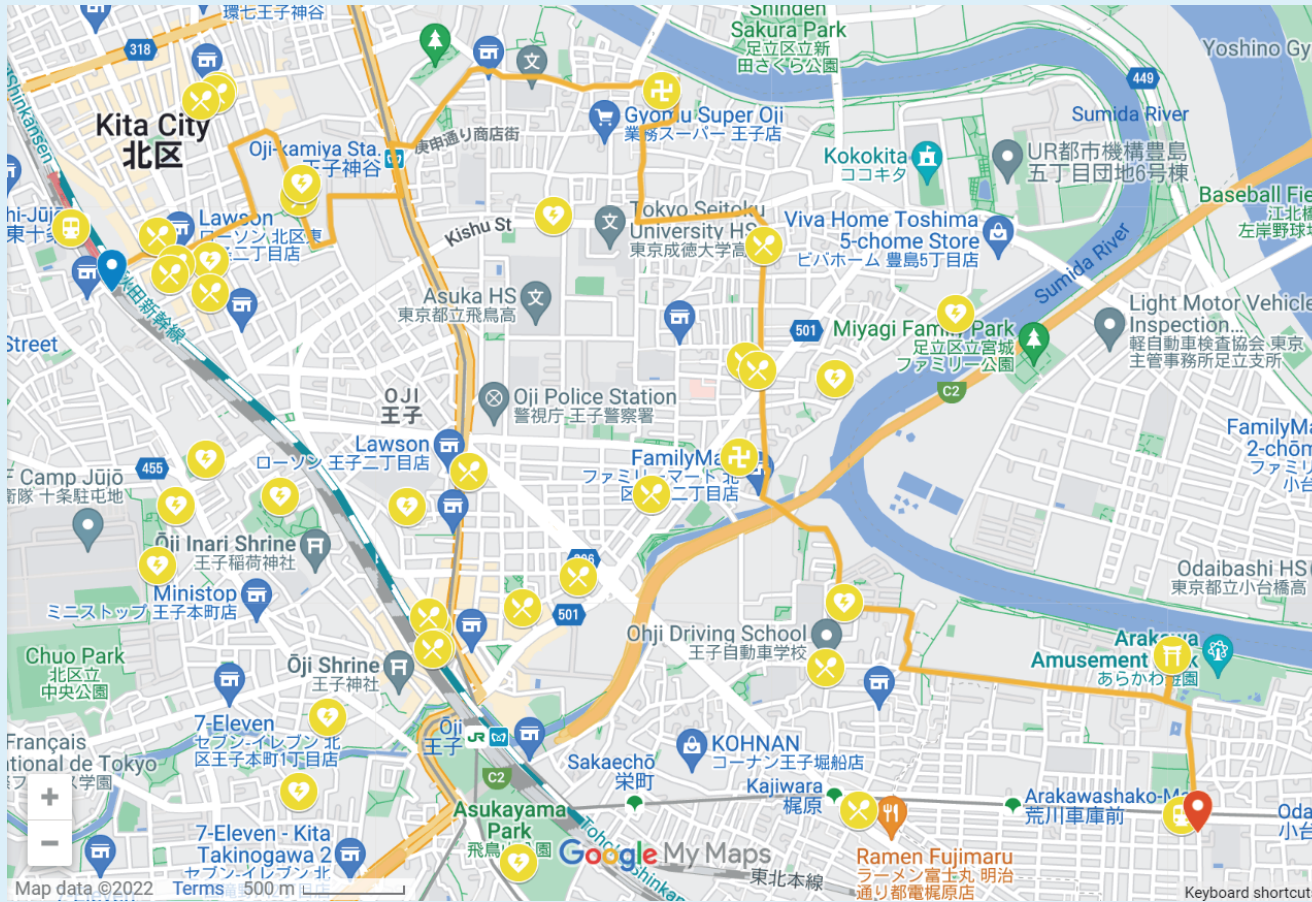 環七王子神谷
318
Kita City
北区
Shinkansen
Oji-kamiya Sta.
王子神谷
庚申通り商店街
Shinden
Sakura Park
足立区立新
田さくら公園
Yoshino Gy
449
Sumida River
Gyomu Super Oji
業務スーパー 王子店
Kokokita
ココキタ
UR都市機構豊島
五丁目団地6号棟
Baseball Fie
江北橋
左岸野球場
hi-Jūjō
東十条
Lawson
ローソン 北区東
Kishu St
Tokyo Seitoku
University HS
東京成徳大学高
Viva Home Toshima
5-chome Store
ビバホーム 豊島5丁目店
Sumida River
秋田新幹線
Street
Asuka HS
東京都立飛鳥高
501
Miyagi Family Park
足立区立宮城
ファミリー公園
Light Motor Vehicle
Inspection...
軽自動車検査協会 東京
主管事務所足立支所
C2
OJI
王子
Oji Police Station
警視庁 王子警察署
Lawson
ローソン 王子二丁目店
455
F Camp Jūjō
衛隊 十条駐屯地
FamilyMa
ファミリーマート 北
二丁目店
FamilyMa
2-chōm
ファミリ
小台
Ōji Inari Shrine
王子稲荷神社
Ministop
ミニストップ 王子本町店
501
Odaibashi HS
東京都立小台橋高
Ohji Driving School
王子自動車学校
Arakawa
Amusement Park
あらかわ遊園
Chuo Park
北区立
中央公園
Ōji Shrine
王子神社
7-Eleven
セブン-イレブン 北
区王子本町1丁目店
Ōji
王子
JR
C2
Français
ational de Tokyo
Sakaechō
栄町
KOHNAN
コーナン王子堀船店
Kajiwara
梶原
Arakawashako-Ma
荒川車庫前
Oda
小台
Asukayama
Park
飛鳥山公園
7-Eleven - Kita
Takinogawa 2
セブン-イレブン 北
Tohoku Shinkan
Google My Maps
東北本線
Ramen Fujimaru
ラーメン富士丸 明治
通り都電梶原店
Map data ©2022
Terms
500 m
Keyboard shortcut